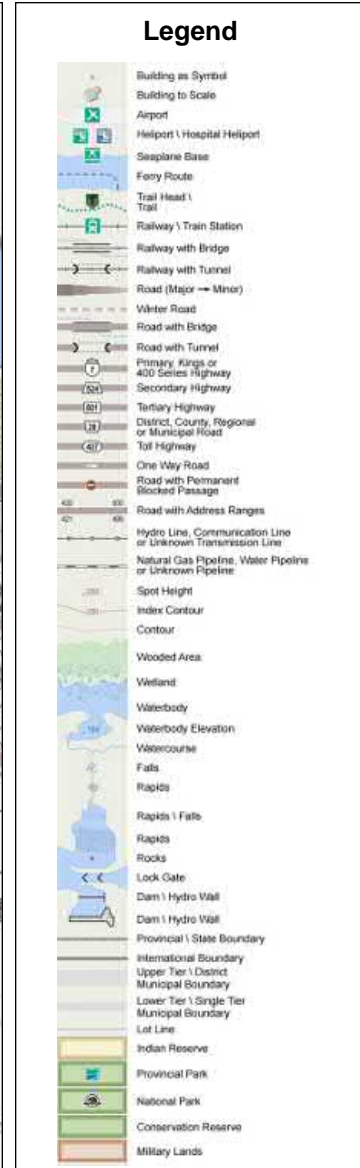 Legend
Building as Symbol
Building to Scale
Airport
Heliport \ Hospital Heliport
Seaplane Base
Ferry Route
Trail Head \
Trail
Railway \ Train Station
Railway with Bridge
Railway with Tunnel
Road (Major → Minor)
Winter Road
Road with Bridge
Road with Tunnel
7
Primary, Kings or
400 Series Highway
524
Secondary Highway
801
Tertiary Highway
28
District, County, Regional
or Municipal Road
407
Toll Highway
One Way Road
Road with Permanent
Blocked Passage
Road with Address Ranges
Hydro Line, Communication Line
or Unknown Transmission Line
Natural Gas Pipeline, Water Pipeline
or Unknown Pipeline
Spot Height
Index Contour
Contour
Wooded Area
Wetland
Waterbody
Waterbody Elevation
Watercourse
Falls
Rapids
Rapids \ Falls
Rapids
Rocks
Lock Gate
Dam \ Hydro Wall
Dam \ Hydro Wall
Provincial \ State Boundary
International Boundary
Upper Tier \ District
Municipal Boundary
Lower Tier \ Single Tier
Municipal Boundary
Lot Line
Indian Reserve
Provincial Park
National Park
Conservation Reserve
Military Lands